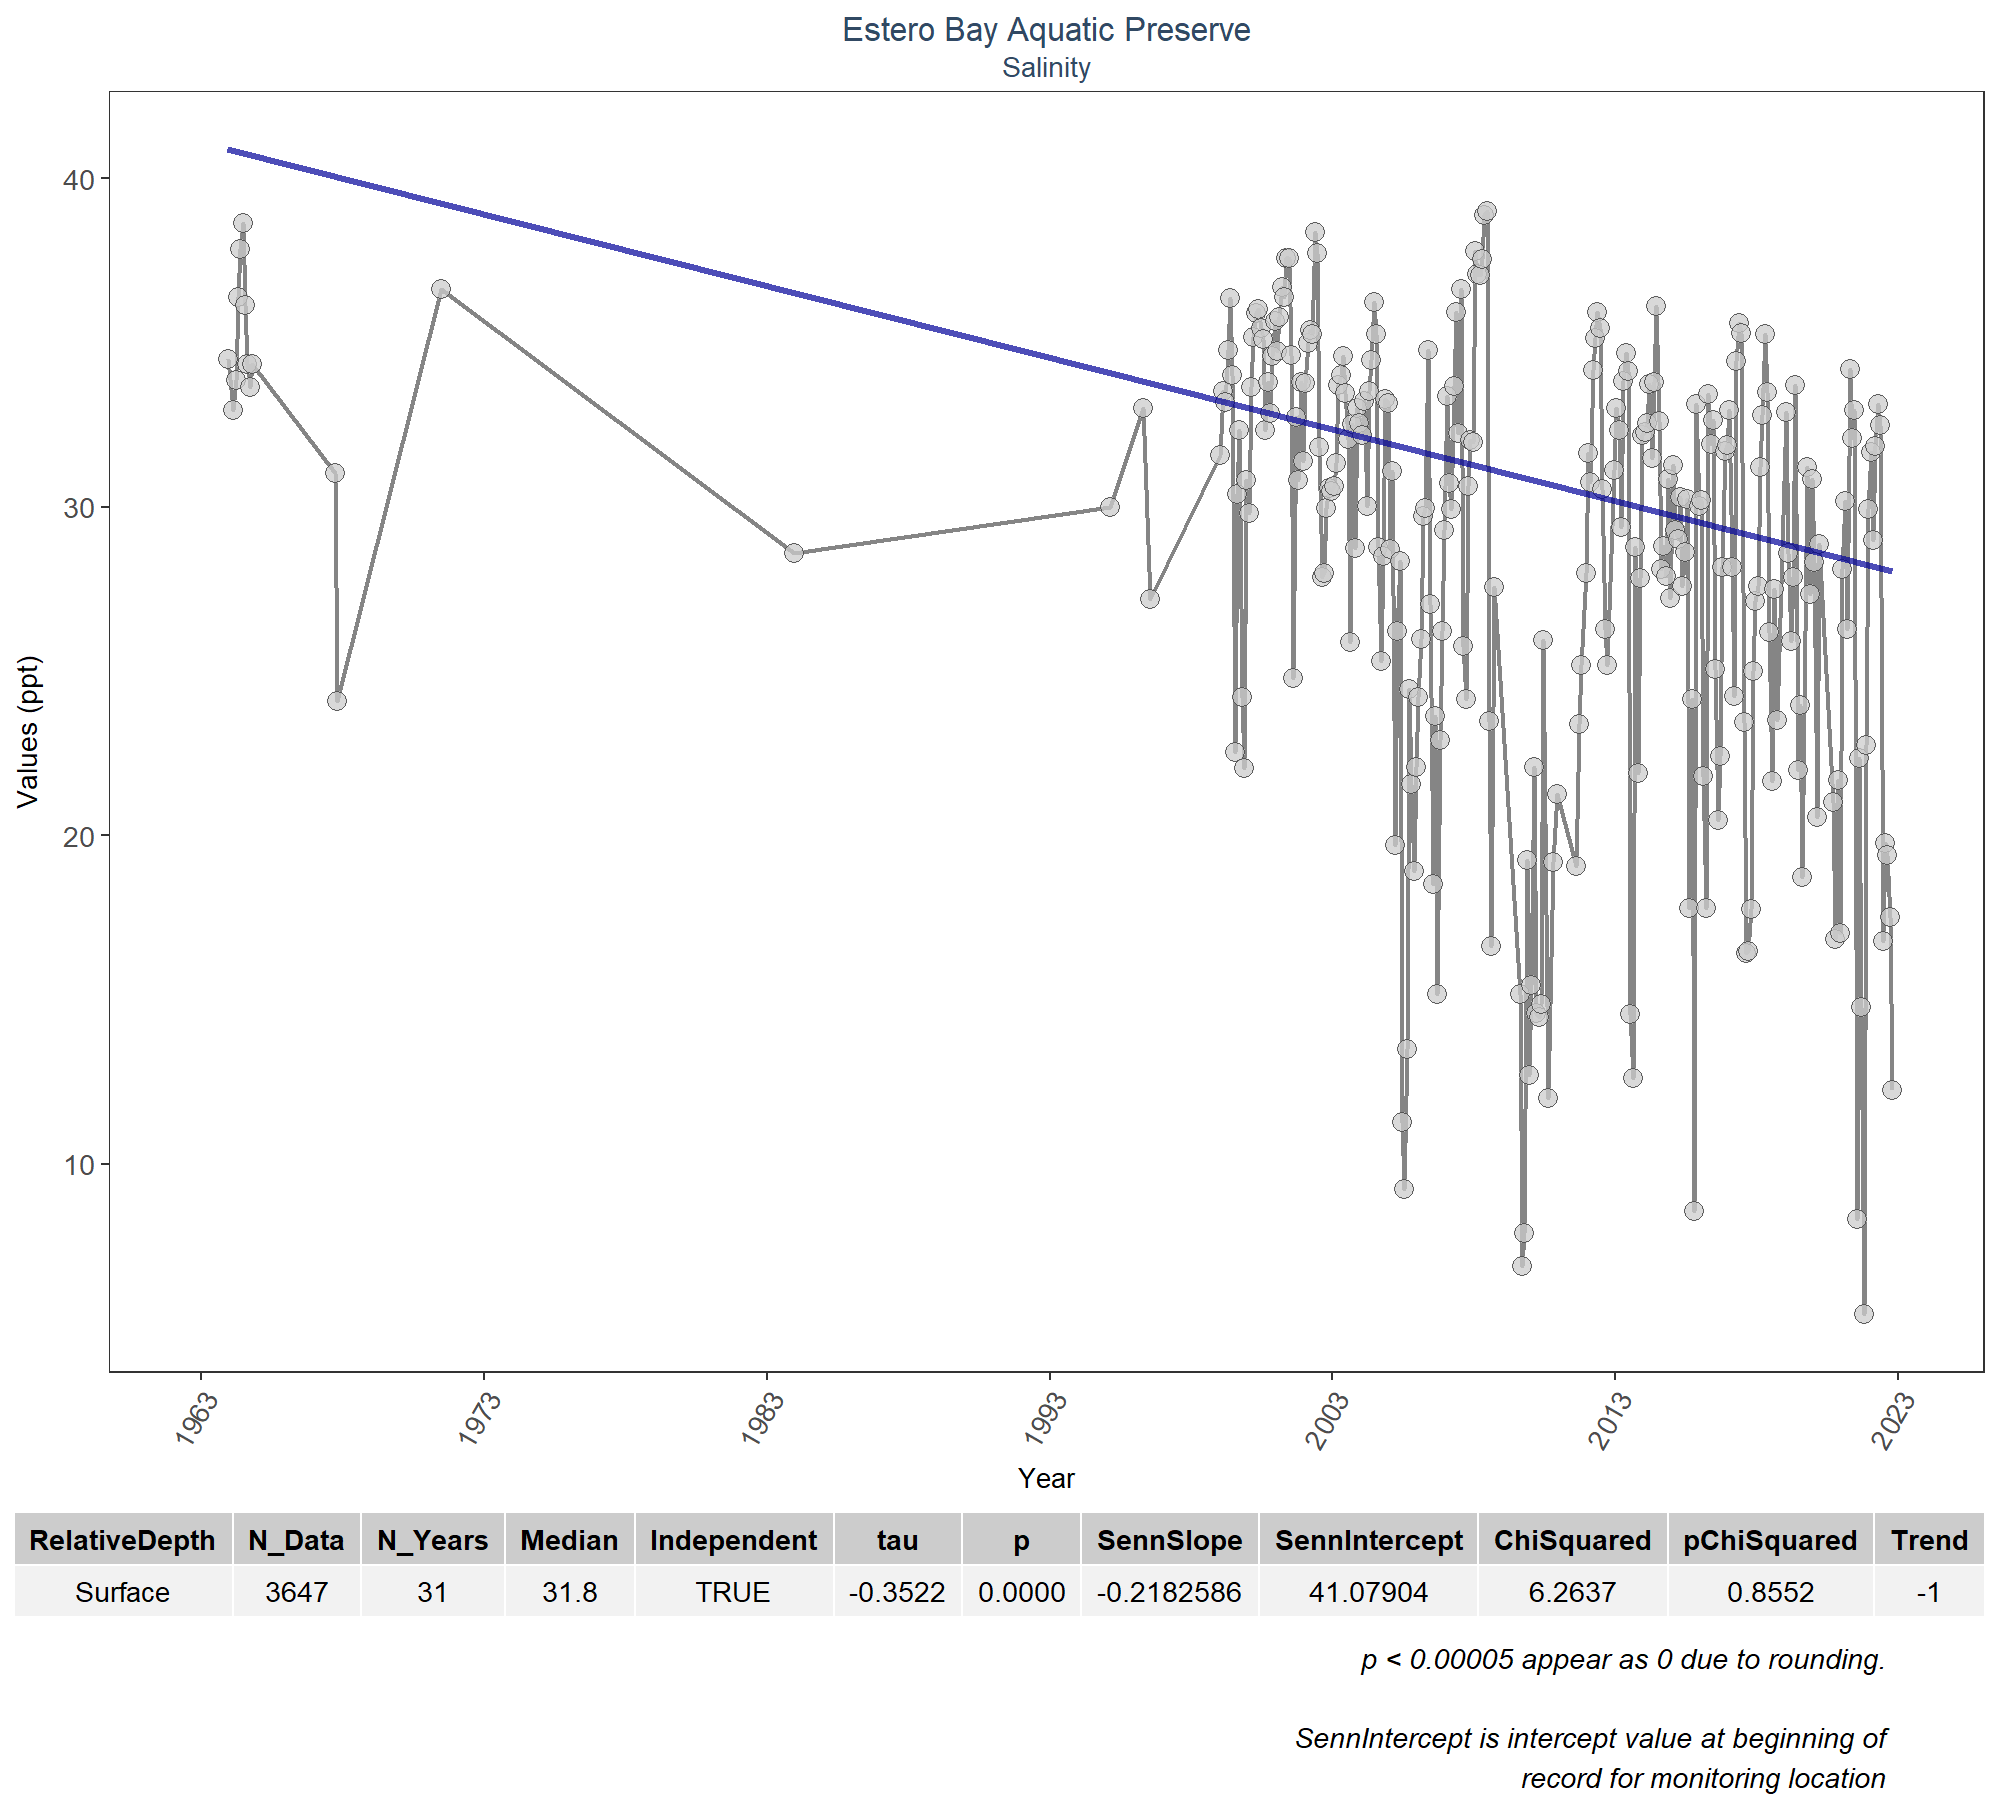 Estero Bay Aquatic Preserve
Salinity
40
30
20
10
Values (ppt)
1963 1973 1983 1993 2003 2013 2023
Year
RelativeDepth N_Data N_Years Median Independent tau p SennSlope SennIntercept ChiSquared pChiSquared Trend
Surface 3647 31 31.8 TRUE -0.3522 0.0000 -0.2182586 41.07904 6.2637 0.8552 -1
p < 0.00005 appear as 0 due to rounding.
SennIntercept is intercept value at beginning of
record for monitoring location